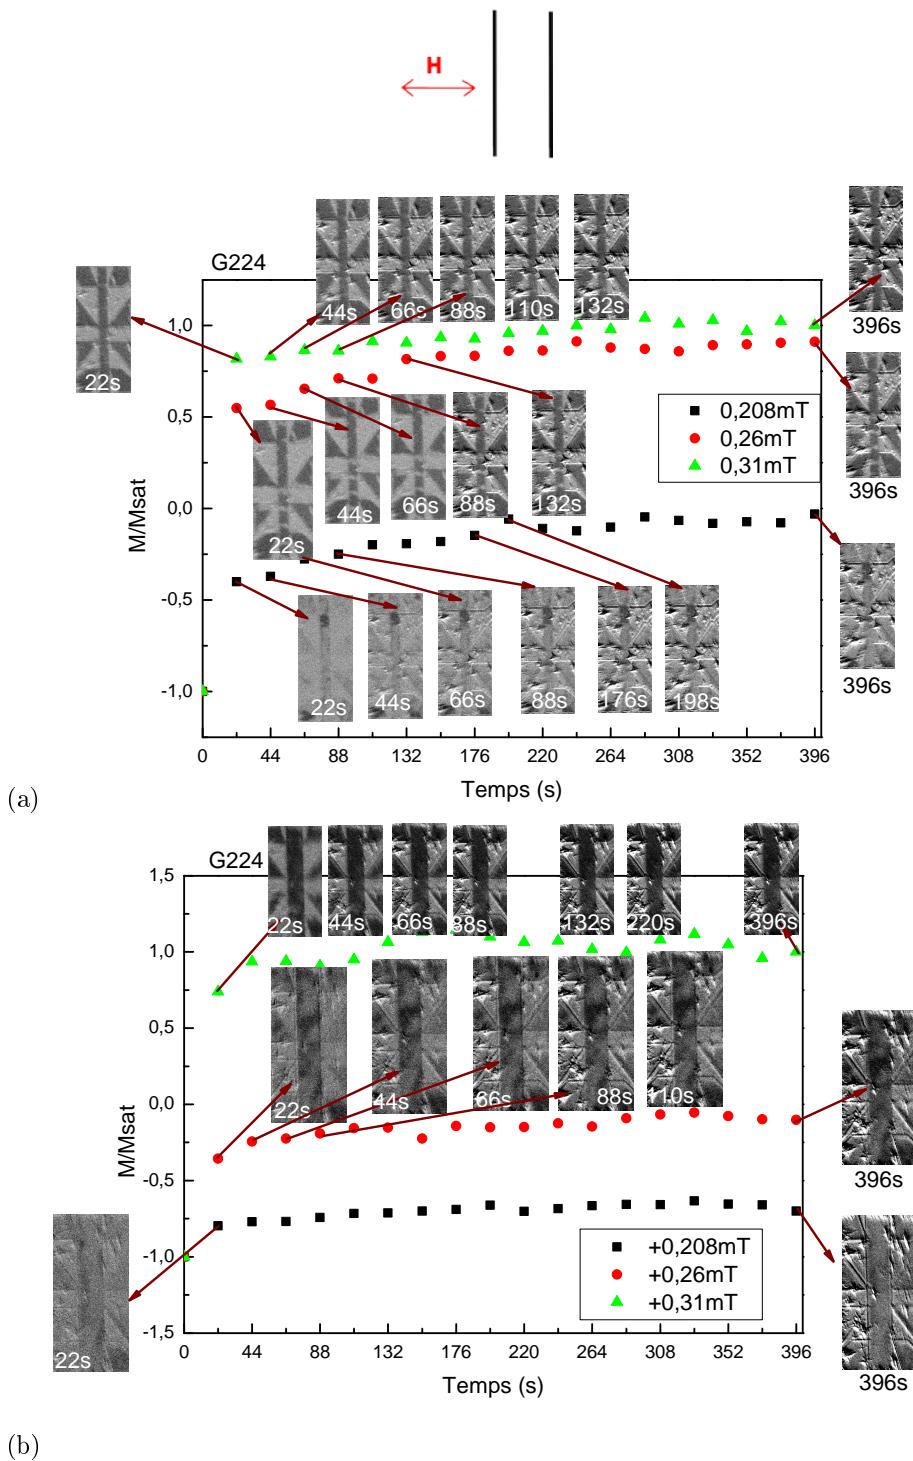 H
G224
44s 66s 88s 110s 132s
396s
22s
1,0
0,5
0,0
-0,5
-1,0
M/Msat
0,208mT
0,26mT
0,31mT
44s 66s 88s 132s
396s
22s
22s 44s 66s 88s 176s 198s
396s
0 44 88 132 176 220 264 308 352 396
Temps (s)
(a)
G224
22s 44s 66s 88s 132s 220s 396s
1,5
1,0
0,5
0,0
-0,5
-1,0
-1,5
M/Msat
22s 44s 66s 88s 110s
396s
+0,208mT
+0,26mT
+0,31mT
22s
396s
0 44 88 132 176 220 264 308 352 396
Temps (s)
(b)